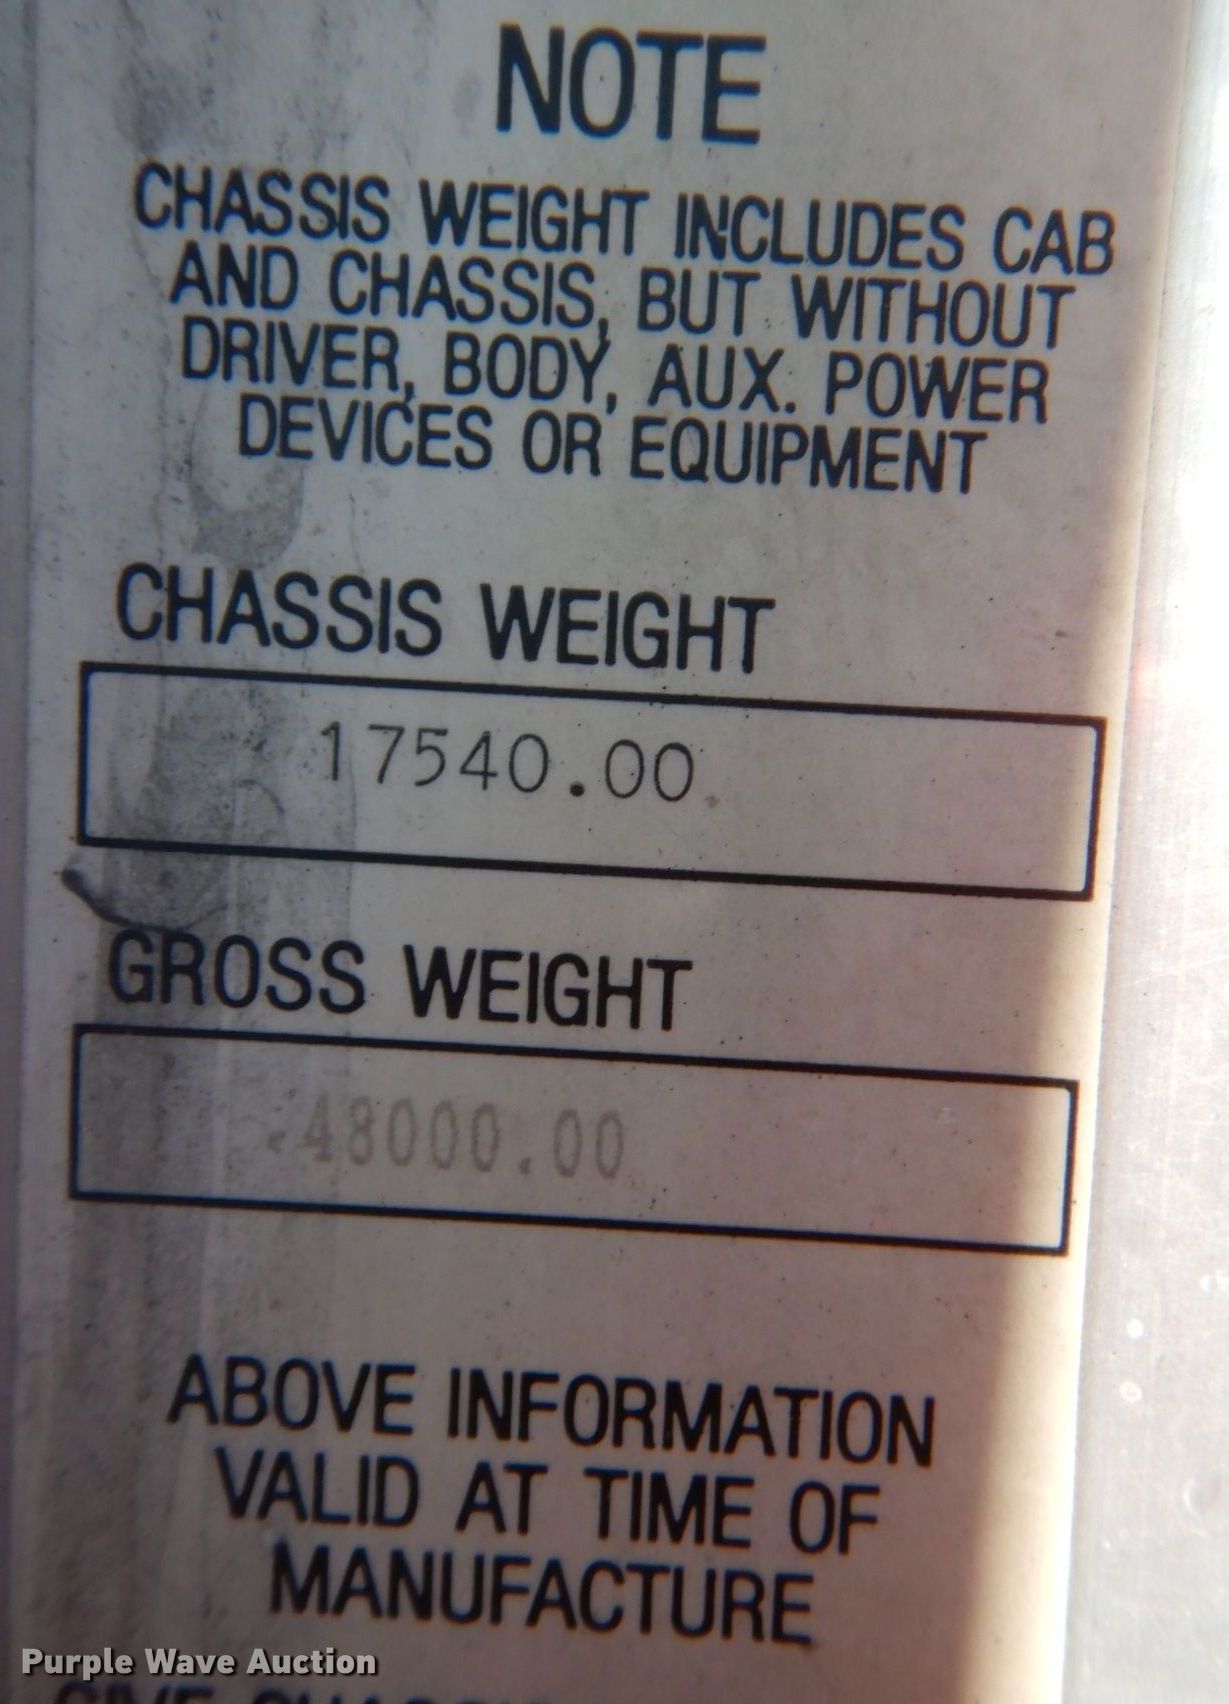 NOTE
CHASSIS WEIGHT INCLUDES CAB
AND CHASSIS, BUT WITHOUT
DRIVER, BODY, AUX. POWER
DEVICES OR EQUIPMENT
CHASSIS WEIGHT
17540.00
GROSS WEIGHT
48000.00
ABOVE INFORMATION
VALID AT TIME OF
MANUFACTURE
Purple Wave Auction